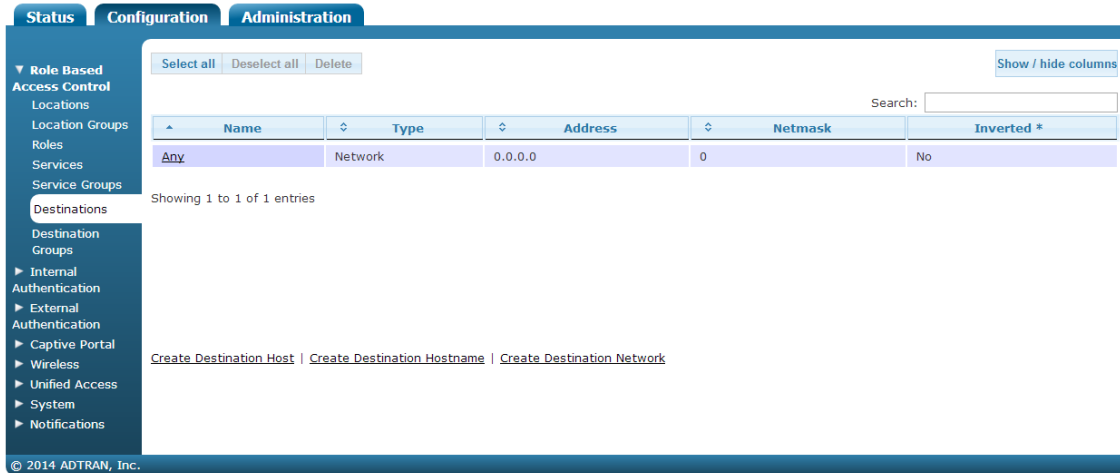 Status Configuration Administration
Role Based
Access Control
Locations
Location Groups
Roles
Services
Service Groups
Destinations
Destination
Groups
Internal
Authentication
External
Authentication
Captive Portal
Wireless
Unified Access
System
Notifications
Select all Deselect all Delete
Show / hide columns
Search:
Name Type Address Netmask Inverted *
Any Network 0.0.0.0 0 No
Showing 1 to 1 of 1 entries
Create Destination Host | Create Destination Hostname | Create Destination Network
© 2014 ADTRAN, Inc.